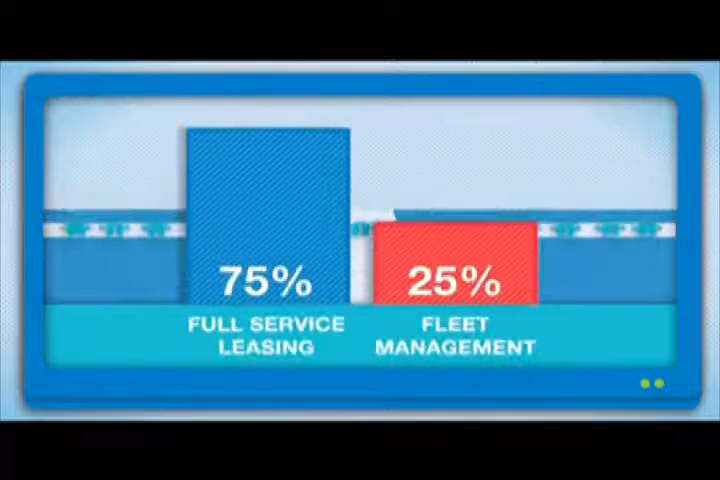 75%
25%
FULL SERVICE
LEASING
FLEET
MANAGEMENT